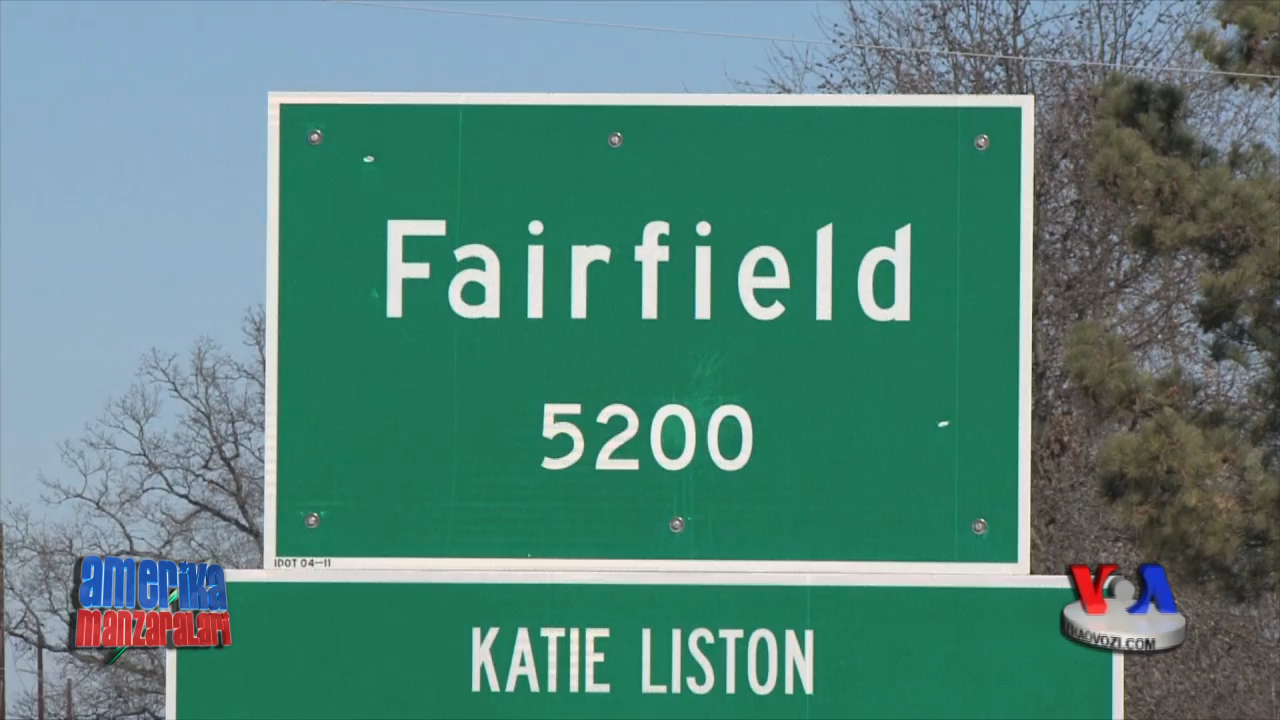 Fairfield
5200
IDOT 04-11
KATIE LISTON
amerika
manzaralari
VOA